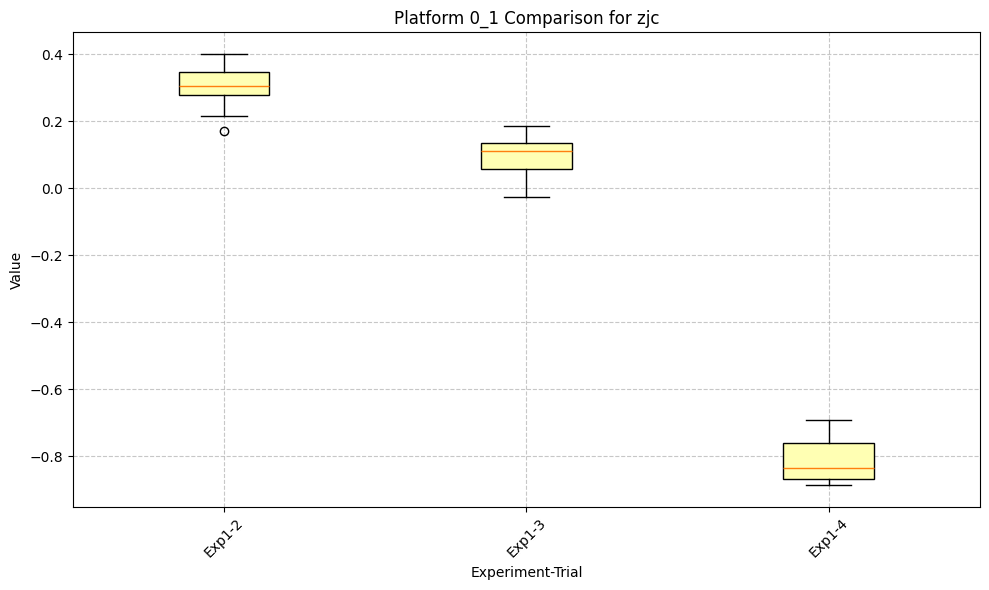 Platform 0_1 Comparison for zjc
Value
0.4
0.2
0.0
−0.2
−0.4
−0.6
−0.8
Exp1-2
Exp1-3
Exp1-4
Experiment-Trial